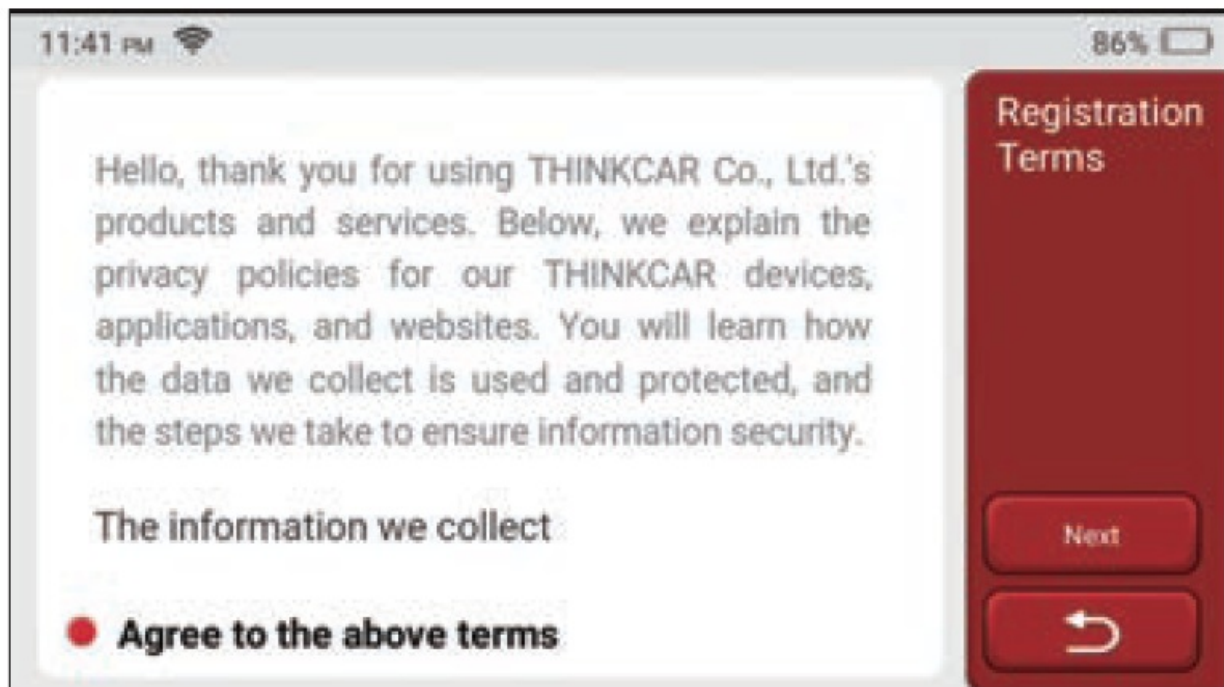 11:41 PM
86%
Registration
Terms
Hello, thank you for using THINKCAR Co., Ltd.'s
products and services. Below, we explain the
privacy policies for our THINKCAR devices,
applications, and websites. You will learn how
the data we collect is used and protected, and
the steps we take to ensure information security.
The information we collect
Agree to the above terms
Next